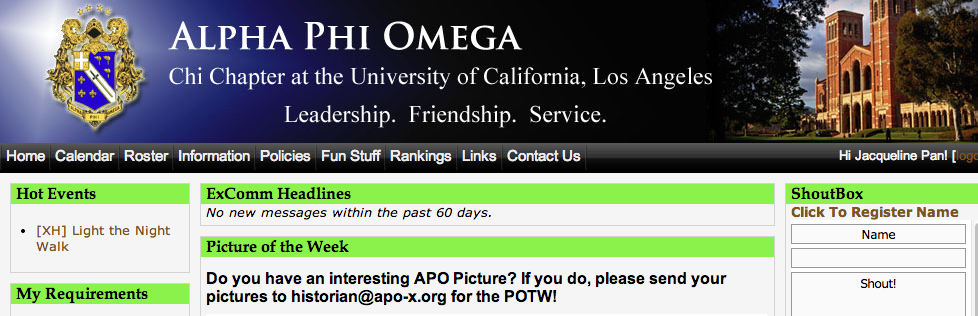 ALPHA PHI OMEGA
Chi Chapter at the University of California, Los Angeles
Leadership. Friendship. Service.
Home Calendar Roster Information Policies Fun Stuff Rankings Links Contact Us Hi Jacqueline Pan! [logo
Hot Events
[XH] Light the Night
Walk
My Requirements
ExComm Headlines
No new messages within the past 60 days.
Picture of the Week
Do you have an interesting APO Picture? If you do, please send your
pictures to historian@apo-x.org for the POTW!
ShoutBox
Click To Register Name
Name
Shout!